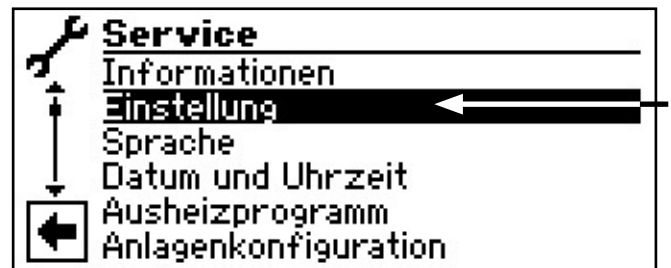 Service
Informationen
Einstellung
Sprache
Datum und Uhrzeit
Ausheizprogramm
Anlagenkonfiguration